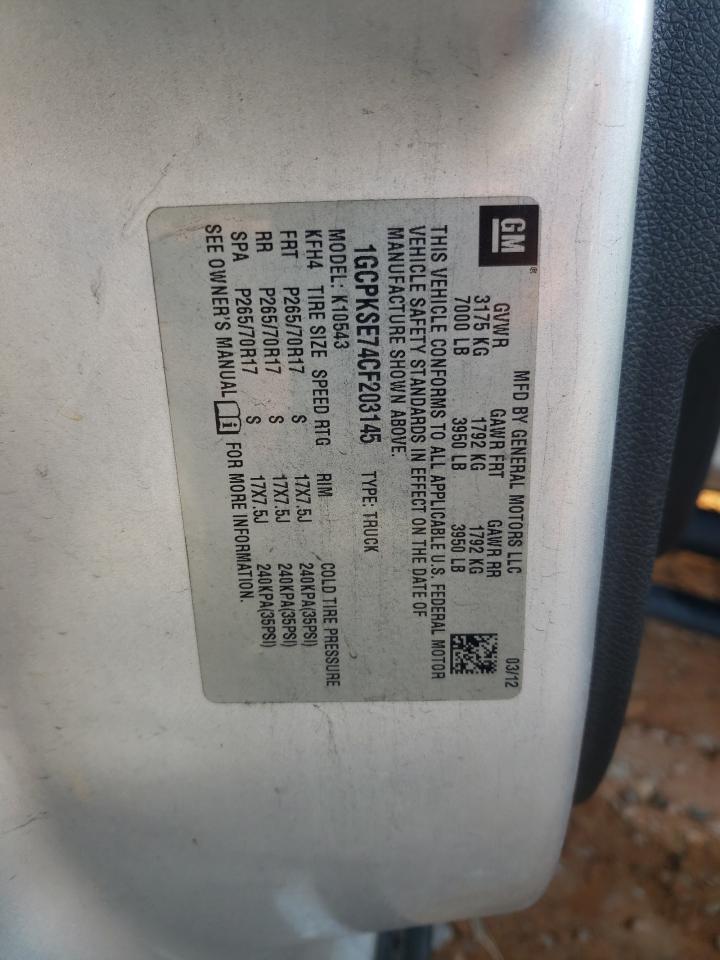 GM ®
MFD BY GENERAL MOTORS LLC 03/12
GVWR GAWR FRT GAWR RR
3175 KG 1792 KG 1792 KG
7000 LB 3950 LB 3950 LB
THIS VEHICLE CONFORMS TO ALL APPLICABLE U.S. FEDERAL MOTOR
VEHICLE SAFETY STANDARDS IN EFFECT ON THE DATE OF
MANUFACTURE SHOWN ABOVE.
1GCPKSE74CF203145 TYPE: TRUCK
MODEL: K10543
KFH4 TIRE SIZE SPEED RTG RIM COLD TIRE PRESSURE
FRT P265/70R17 S 17X7.5J 240KPA(35PSI)
RR P265/70R17 S 17X7.5J 240KPA(35PSI)
SPA P265/70R17 S 17X7.5J 240KPA(35PSI)
SEE OWNER'S MANUAL i FOR MORE INFORMATION.